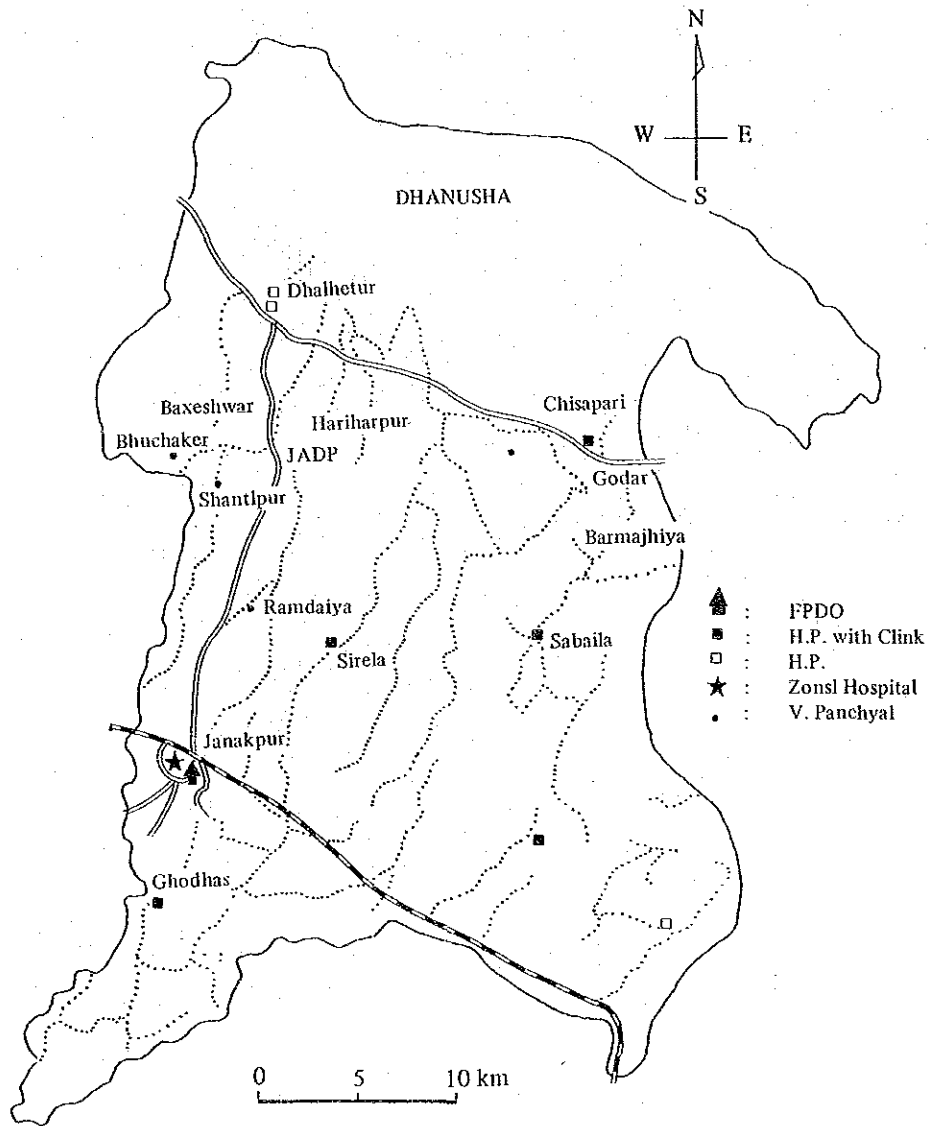 N
W E
S
DHANUSHA
Dhalhetur
Baxeshwar
Hariharpur
Chisapari
Bhuchaker
JADP
Godar
Shantlpur
Barmajhiya
Ramdaiya
Sirela
Sabaila
: FPDO
: H.P. with Clink
: H.P.
: Zonsl Hospital
: V. Panchyal
Janakpur
Ghodhas
0 5 10 km